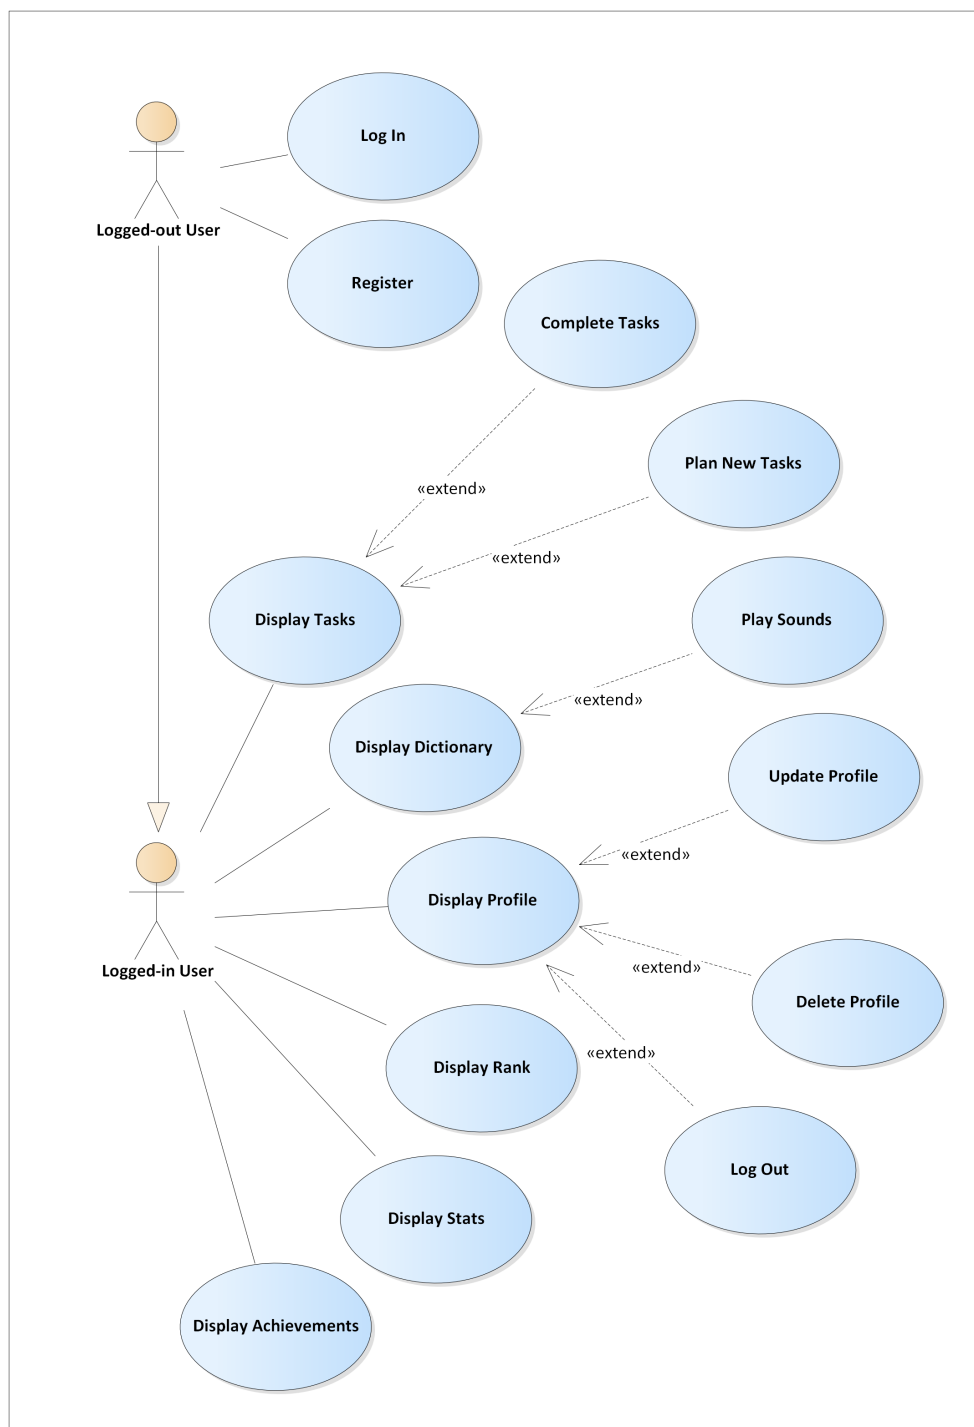 Log In
Logged-out User
Register
Complete Tasks
Plan New Tasks
«extend»
«extend»
Display Tasks
Play Sounds
«extend»
Display Dictionary
Update Profile
«extend»
Display Profile
«extend»
Logged-in User
Delete Profile
«extend»
Display Rank
Log Out
Display Stats
Display Achievements